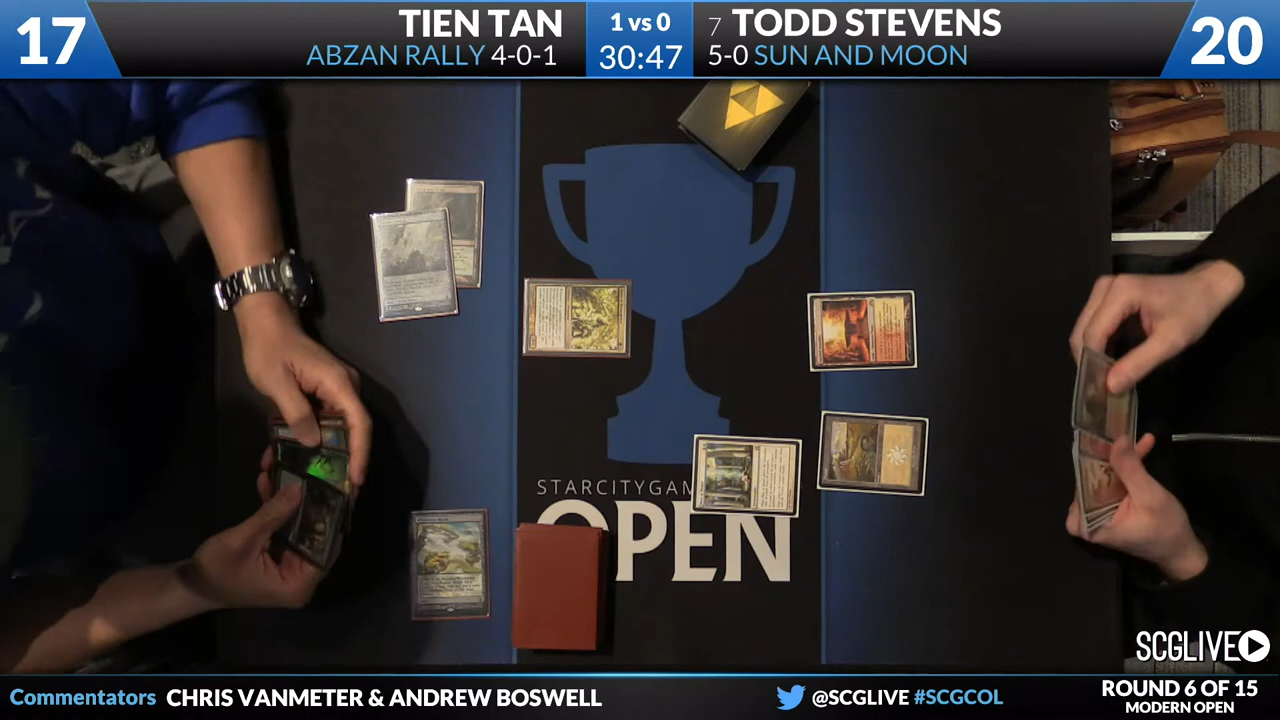 17
TIEN TAN
ABZAN RALLY 4-0-1
1 vs 0
30:47
7 TODD STEVENS
5-0 SUN AND MOON
20
STARCITYGAM
OPEN
SCGLIVE
Commentators CHRIS VANMETER & ANDREW BOSWELL
@SCGLIVE #SCGCOL
ROUND 6 OF 15
MODERN OPEN